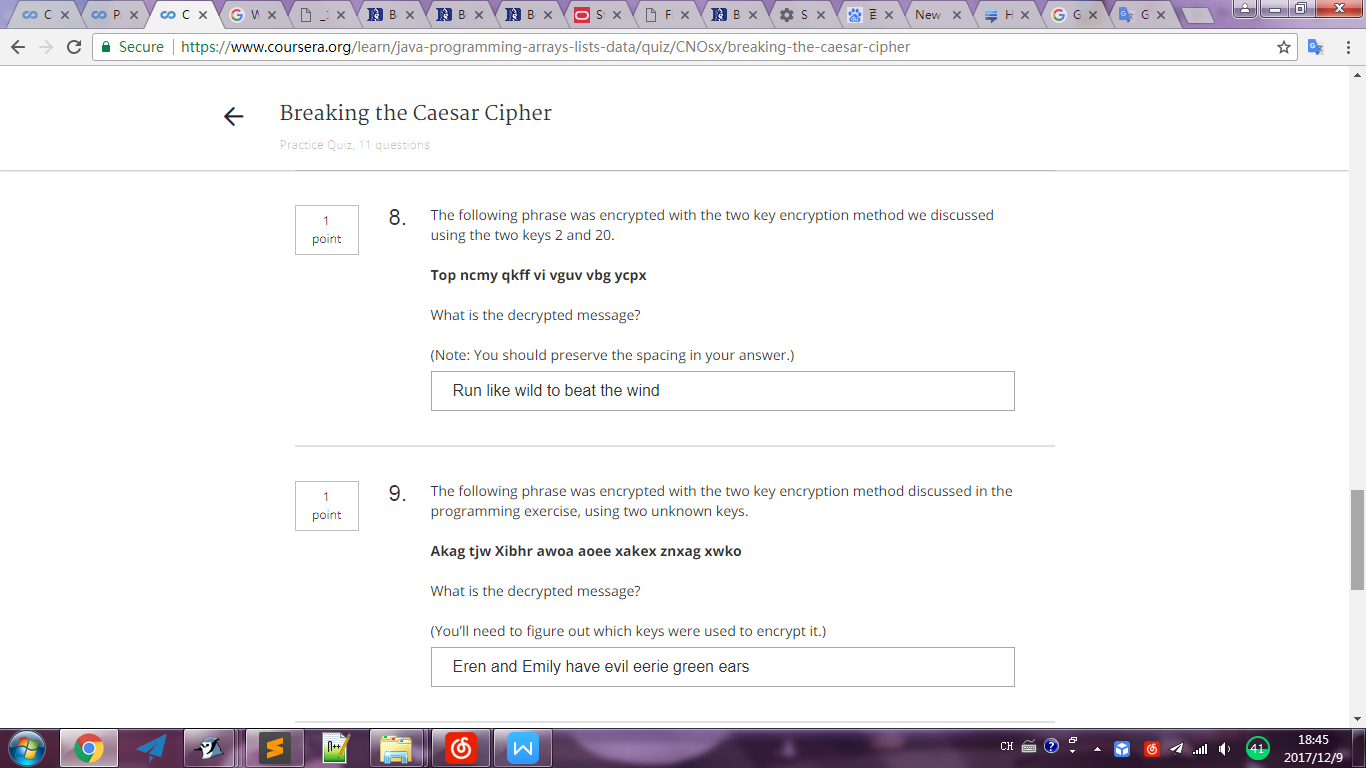 C P C W _: B B B S: F B S E New H G G
Secure https://www.coursera.org/learn/java-programming-arrays-lists-data/quiz/CNOsx/breaking-the-caesar-cipher
Breaking the Caesar Cipher
Practice Quiz, 11 questions
1
point
8.
The following phrase was encrypted with the two key encryption method we discussed
using the two keys 2 and 20.
Top ncmy qkff vi vguv vbg ycpx
What is the decrypted message?
(Note: You should preserve the spacing in your answer.)
Run like wild to beat the wind
1
point
9.
The following phrase was encrypted with the two key encryption method discussed in the
programming exercise, using two unknown keys.
Akag tjw Xibhr awoa aoee xakex znxag xwko
What is the decrypted message?
(You’ll need to figure out which keys were used to encrypt it.)
Eren and Emily have evil eerie green ears
CH
41
18:45
2017/12/9